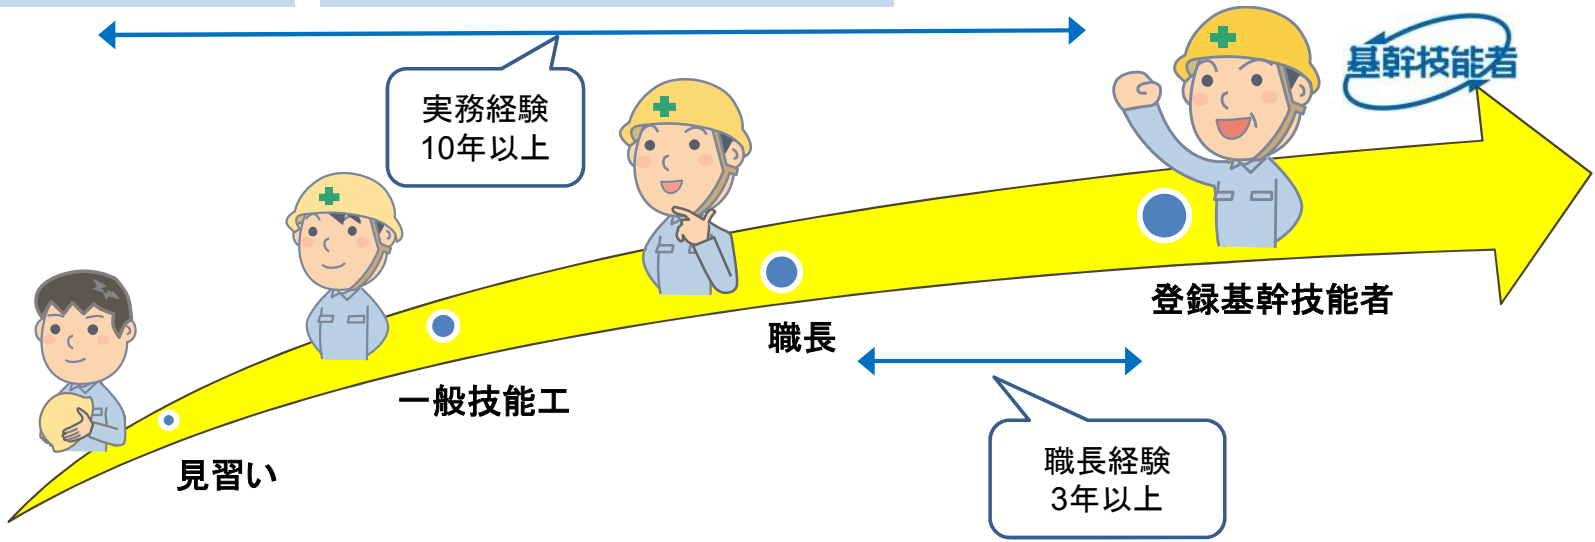 基幹技能者
実務経験
10年以上
登録基幹技能者
職長
一般技能工
見習い
職長経験
3年以上